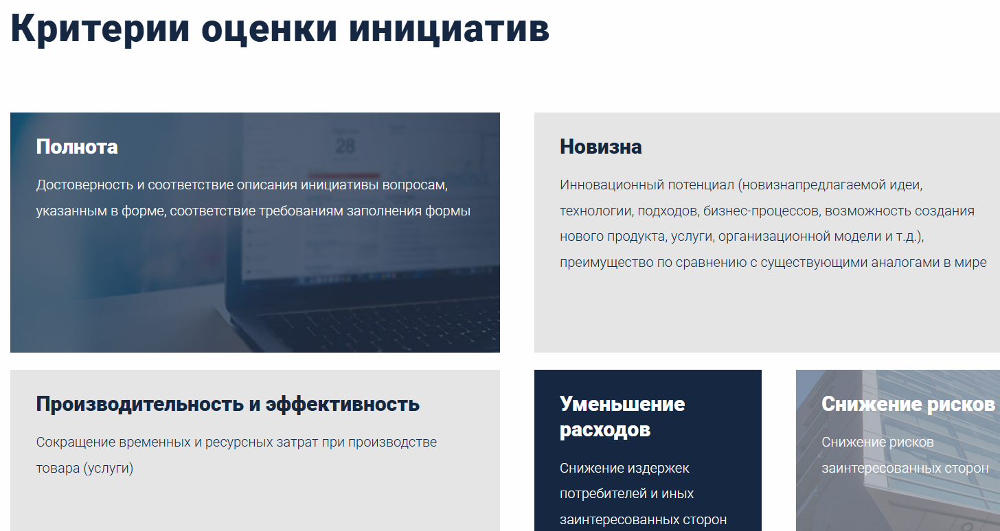 Критерии оценки инициатив
Полнота
Достоверность и соответствие описания инициативы вопросам,
указанным в форме, соответствие требованиям заполнения формы
28
Новизна
Инновационный потенциал (новизнапредлагаемой идеи,
технологии, подходов, бизнес-процессов, возможность создания
нового продукта, услуги, организационной модели и т.д.),
преимущество по сравнению с существующими аналогами в мире
Производительность и эффективность
Сокращение временных и ресурсных затрат при производстве
товара (услуги)
Уменьшение
расходов
Снижение издержек
потребителей и иных
заинтересованных сторон
Снижение рисков
Снижение рисков
заинтересованных сторон